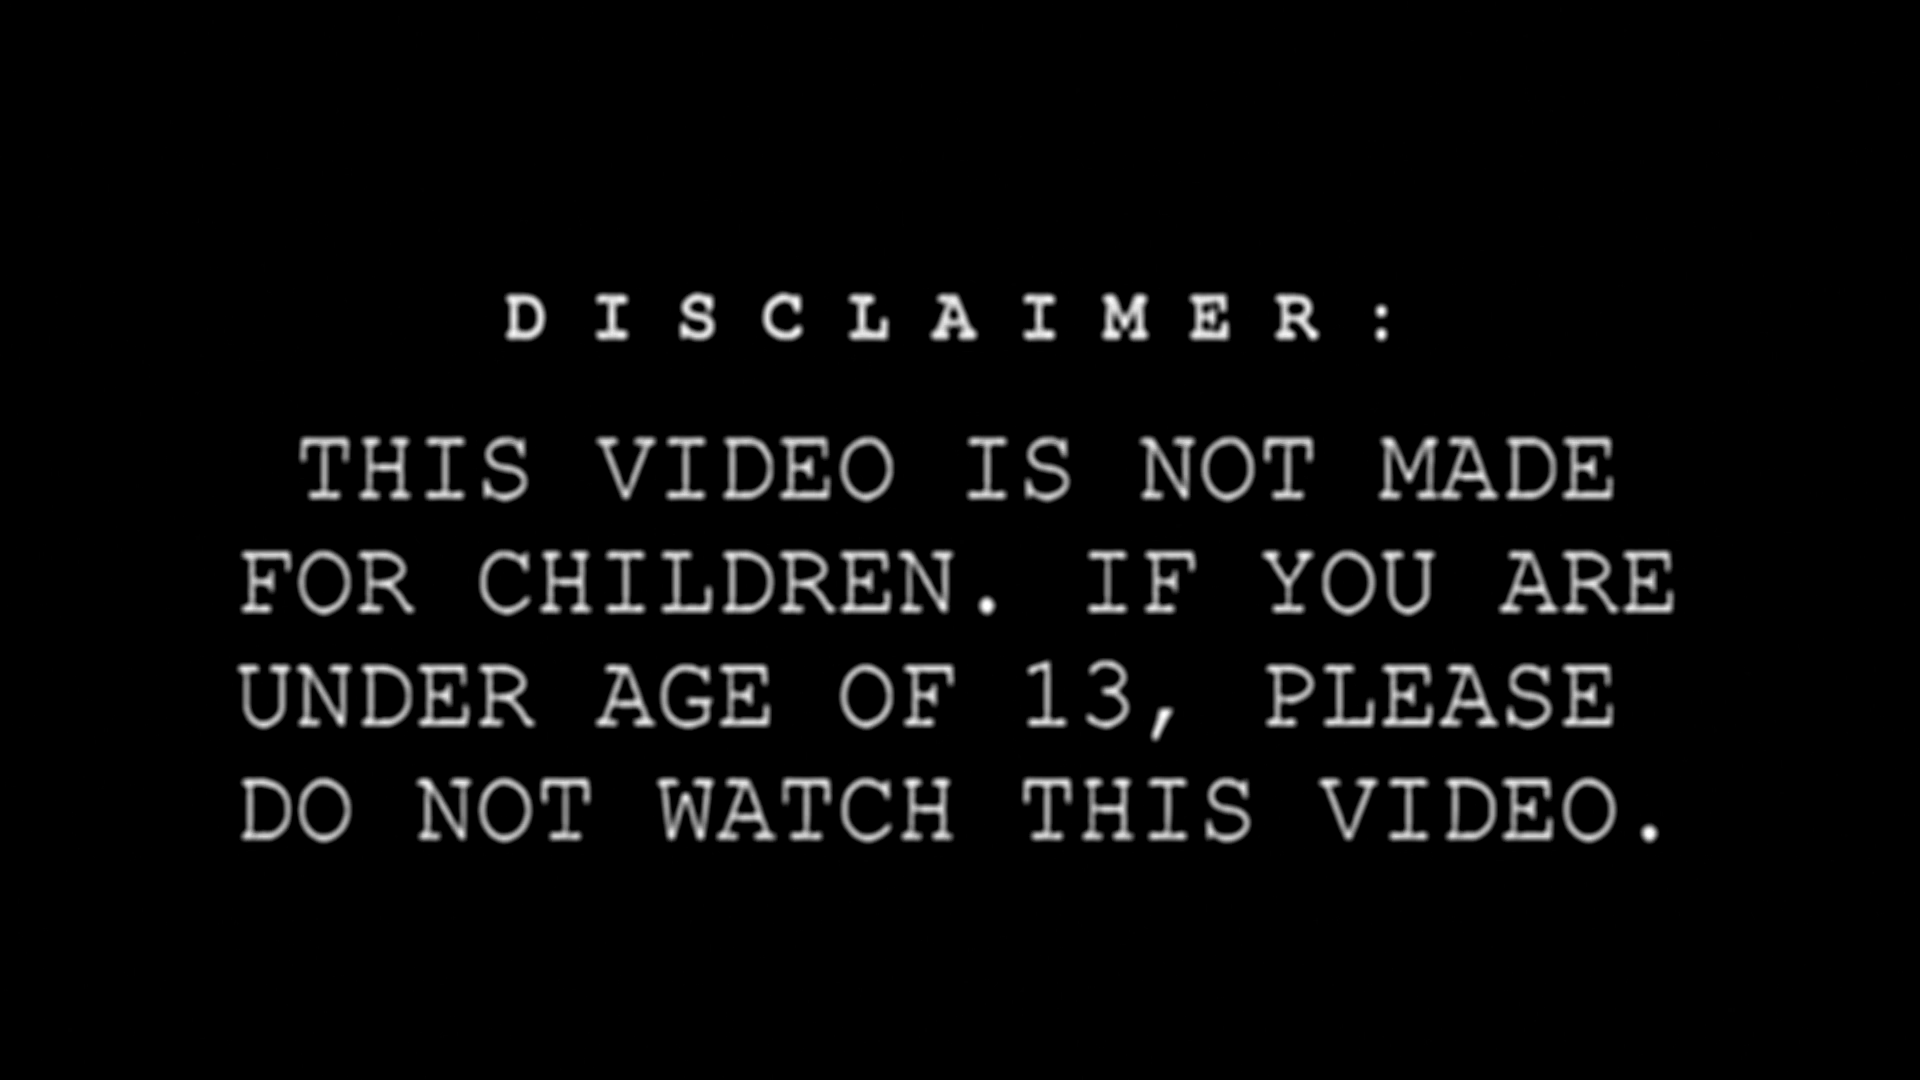 D I S C L A I M E R :
THIS VIDEO IS NOT MADE
FOR CHILDREN. IF YOU ARE
UNDER AGE OF 13, PLEASE
DO NOT WATCH THIS VIDEO.